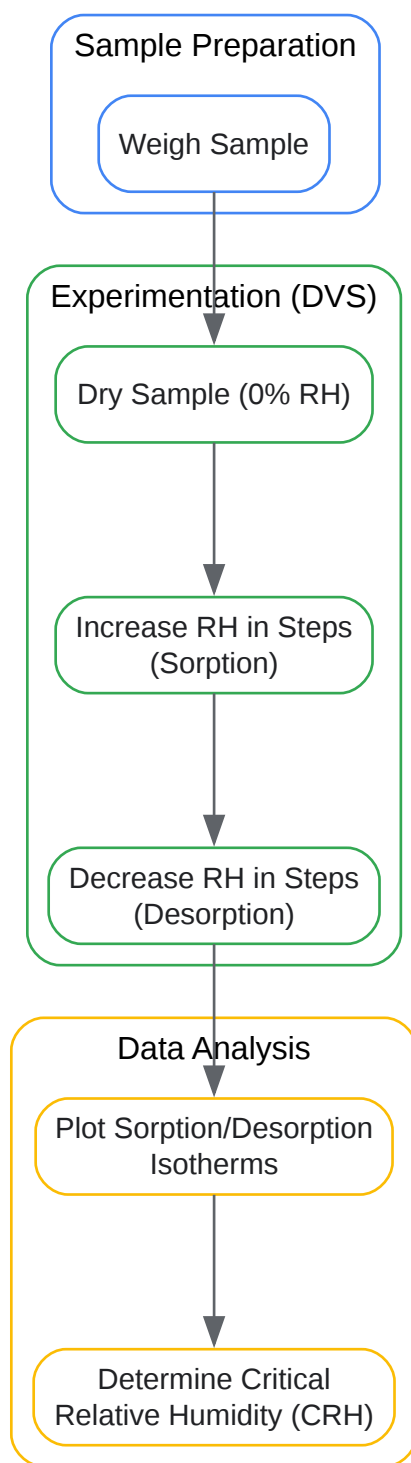 Sample Preparation
Weigh Sample
Experimentation (DVS)
Dry Sample (0% RH)
Increase RH in Steps
(Sorption)
Decrease RH in Steps
(Desorption)
Data Analysis
Plot Sorption/Desorption
Isotherms
Determine Critical
Relative Humidity (CRH)